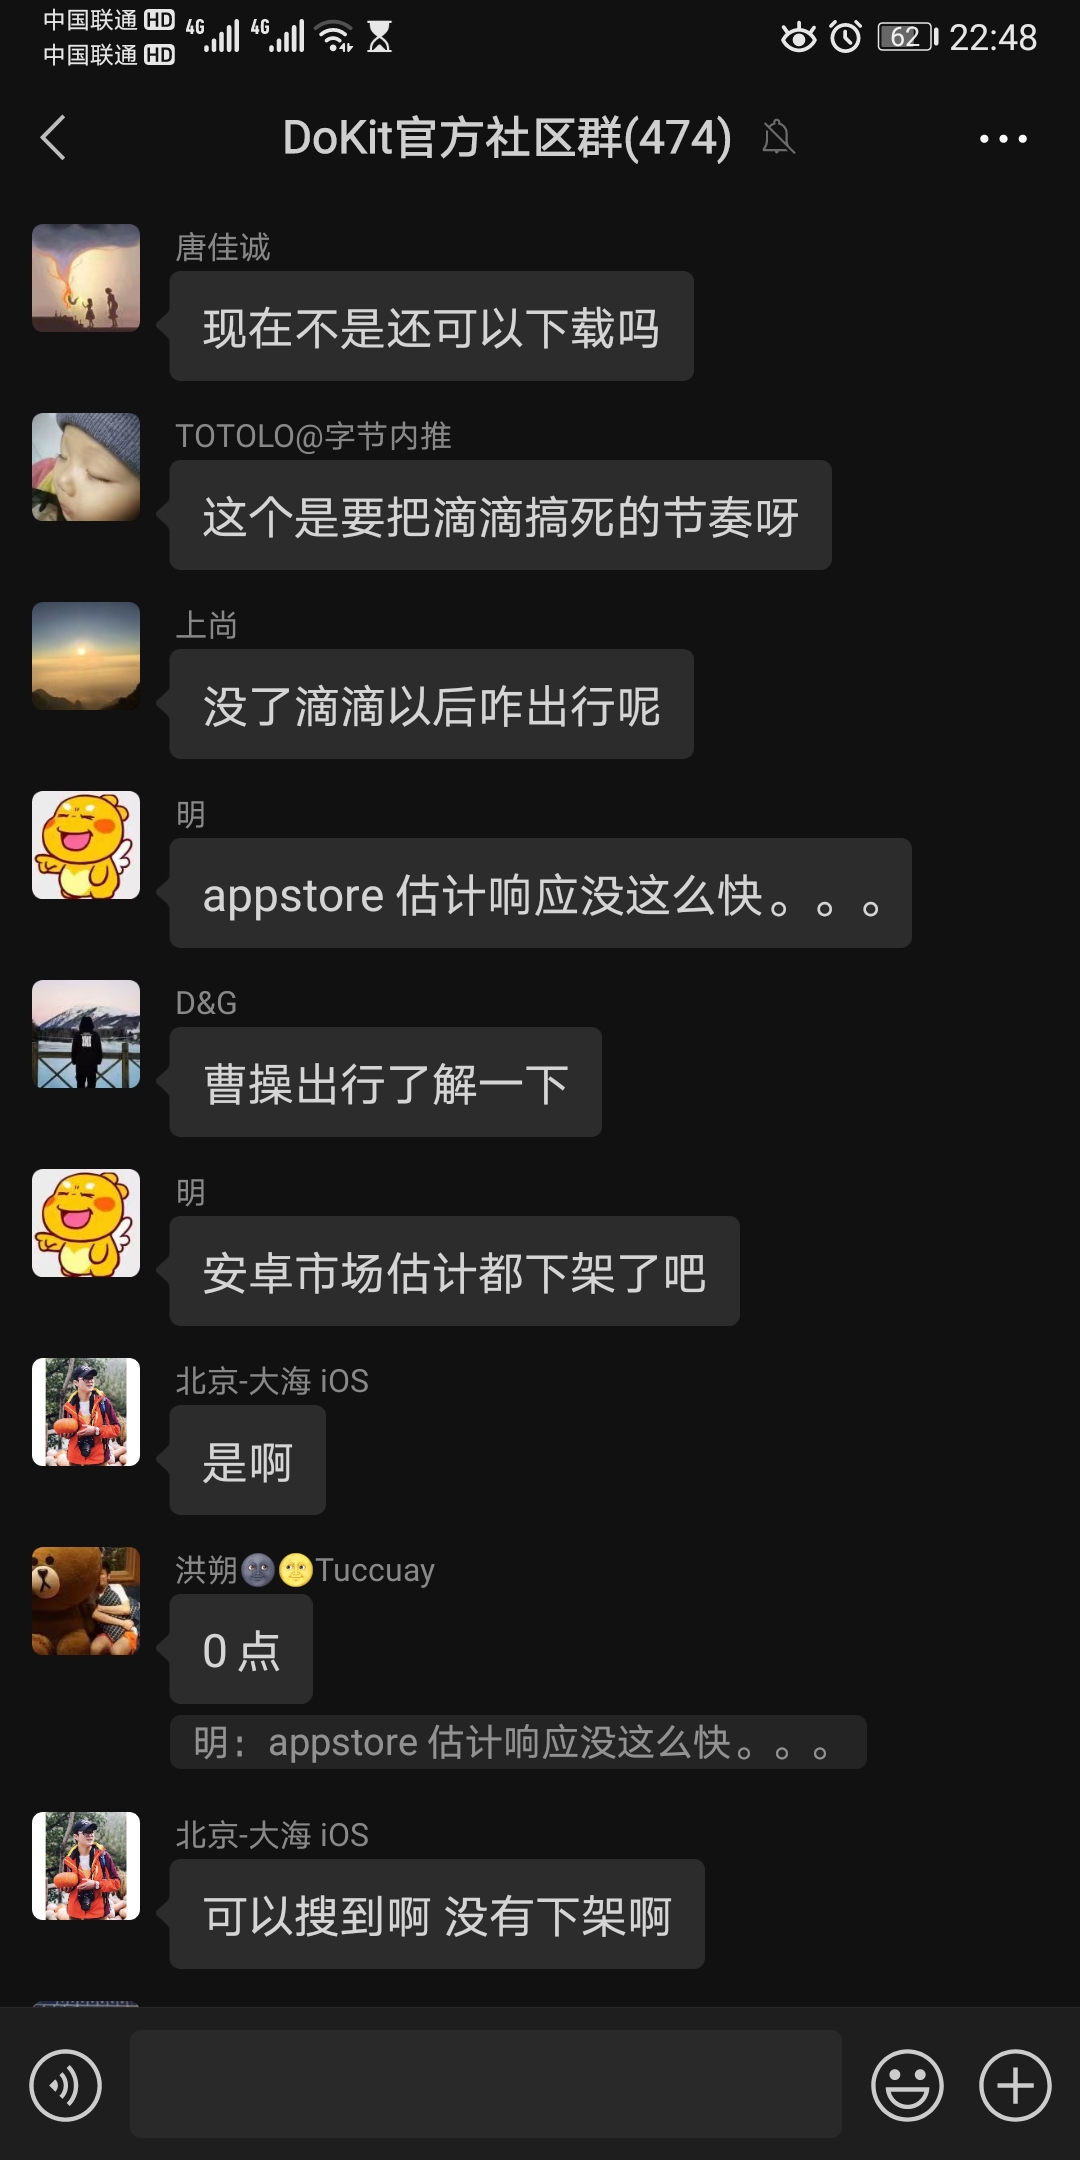 中国联通 HD
中国联通 HD
4G 4G 62 22:48
DoKit官方社区群(474)
唐佳诚
现在不是还可以下载吗
TOTOLO@字节内推
这个是要把滴滴搞死的节奏呀
上尚
没了滴滴以后咋出行呢
明
appstore 估计响应没这么快。。。
D&G
曹操出行了解一下
明
安卓市场估计都下架了吧
北京-大海 iOS
是啊
洪朔🌚🌝Tuccuay
0 点
明：appstore 估计响应没这么快。。。
北京-大海 iOS
可以搜到啊 没有下架啊